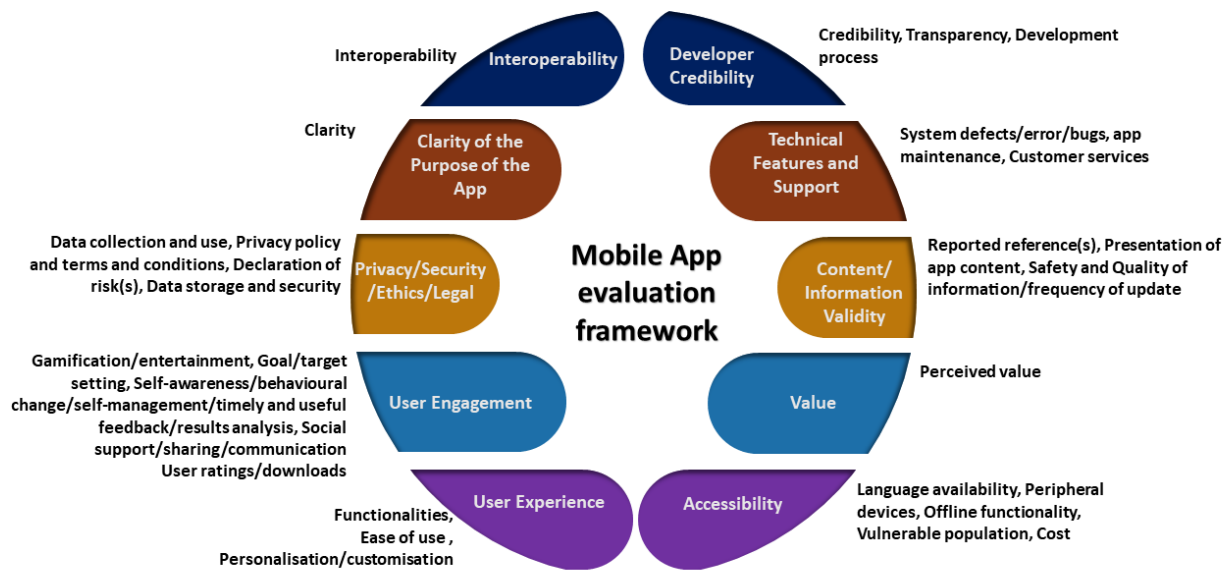 Interoperability
Interoperability
Developer
Credibility
Credibility, Transparency, Development
process
Clarity
Clarity of the
Purpose of the
App
Technical
Features and
Support
System defects/error/bugs, app
maintenance, Customer services
Data collection and use, Privacy policy
and terms and conditions, Declaration of
risk(s), Data storage and security
Privacy/Security
/Ethics/Legal
Mobile App
evaluation
framework
Content/
Information
Validity
Reported reference(s), Presentation of
app content, Safety and Quality of
information/frequency of update
Gamification/entertainment, Goal/target
setting, Self-awareness/behavioural
change/self-management/timely and useful
feedback/results analysis, Social
support/sharing/communication
User ratings/downloads
User Engagement
Value
Perceived value
Functionalities,
Ease of use ,
Personalisation/customisation
User Experience
Accessibility
Language availability, Peripheral
devices, Offline functionality,
Vulnerable population, Cost